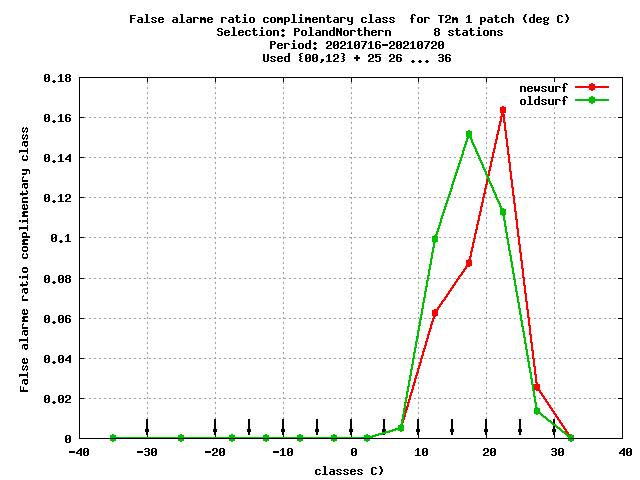 False alarme ratio complimentary class  for T2m 1 patch (deg C)
Selection: PolandNorthern      8 stations
Period: 20210716-20210720
Used {00,12} + 25 26 ... 36
newsurf
oldsurf
False alarme ratio complimentary class
0.18
0.16
0.14
0.12
0.1
0.08
0.06
0.04
0.02
0
-40 -30 -20 -10 0 10 20 30 40
classes C)